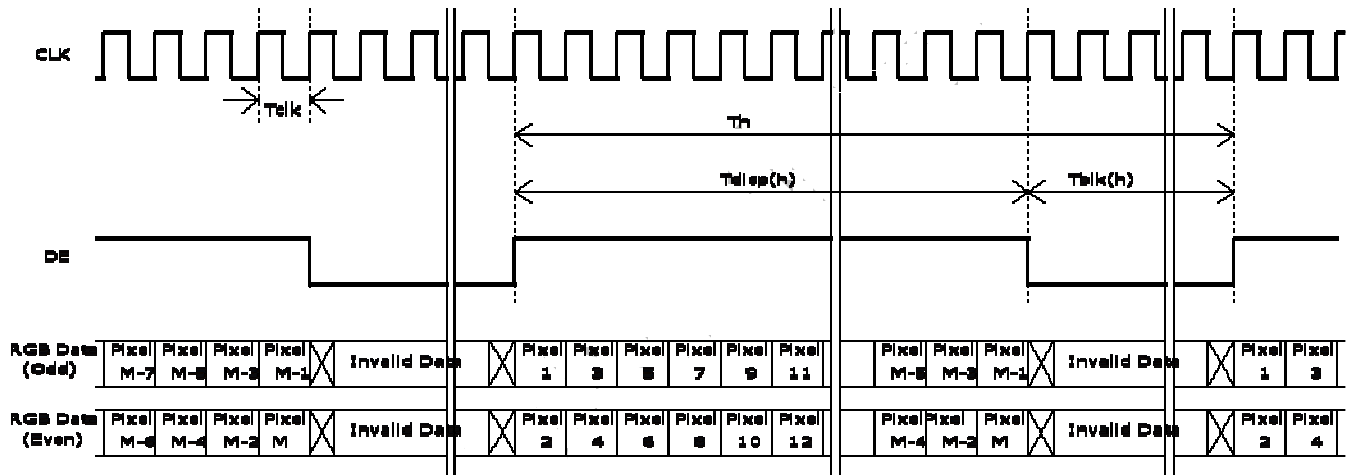 CLK
Tclk
Th
Tdisp(h) Tblk(h)
DE
RGB Data (Odd)
Pixel M-7 Pixel M-5 Pixel M-3 Pixel M-1 Invalid Data Pixel 1 Pixel 3 Pixel 5 Pixel 7 Pixel 9 Pixel 11 Pixel M-5 Pixel M-3 Pixel M-1 Invalid Data Pixel 1 Pixel 3
RGB Data (Even)
Pixel M-6 Pixel M-4 Pixel M-2 Pixel M Invalid Data Pixel 2 Pixel 4 Pixel 6 Pixel 8 Pixel 10 Pixel 12 Pixel M-4 Pixel M-2 Pixel M Invalid Data Pixel 2 Pixel 4